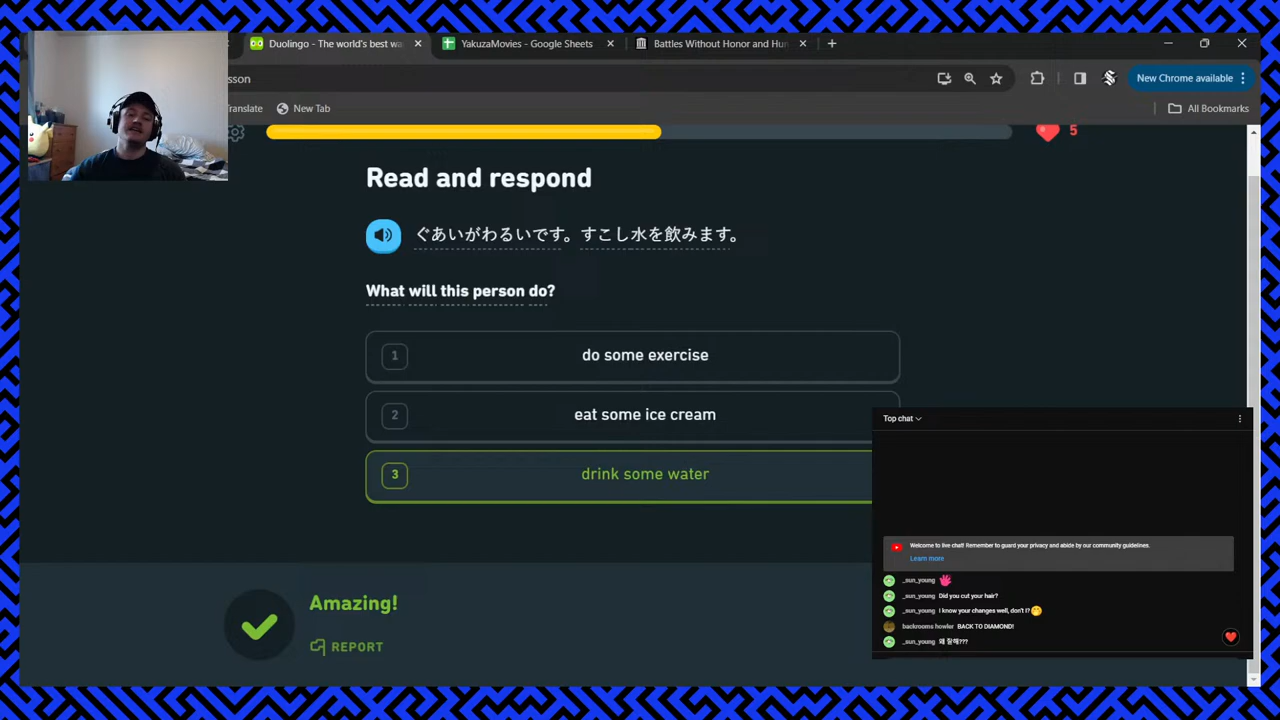 Duolingo - The world's best wa
YakuzaMovies - Google Sheets
Battles Without Honor and Hun
sson
New Chrome available
Translate
New Tab
All Bookmarks
5
Read and respond
ぐあいがわるいです。すこし水を飲みます。
What will this person do?
1 do some exercise
2 eat some ice cream
3 drink some water
Amazing!
REPORT
Top chat
Welcome to live chat! Remember to guard your privacy and abide by our community guidelines.
Learn more
_sun_young
_sun_young Did you cut your hair?
_sun_young I know your changes well, don't I?
backrooms howler BACK TO DIAMOND!
_sun_young 왜 잘해???